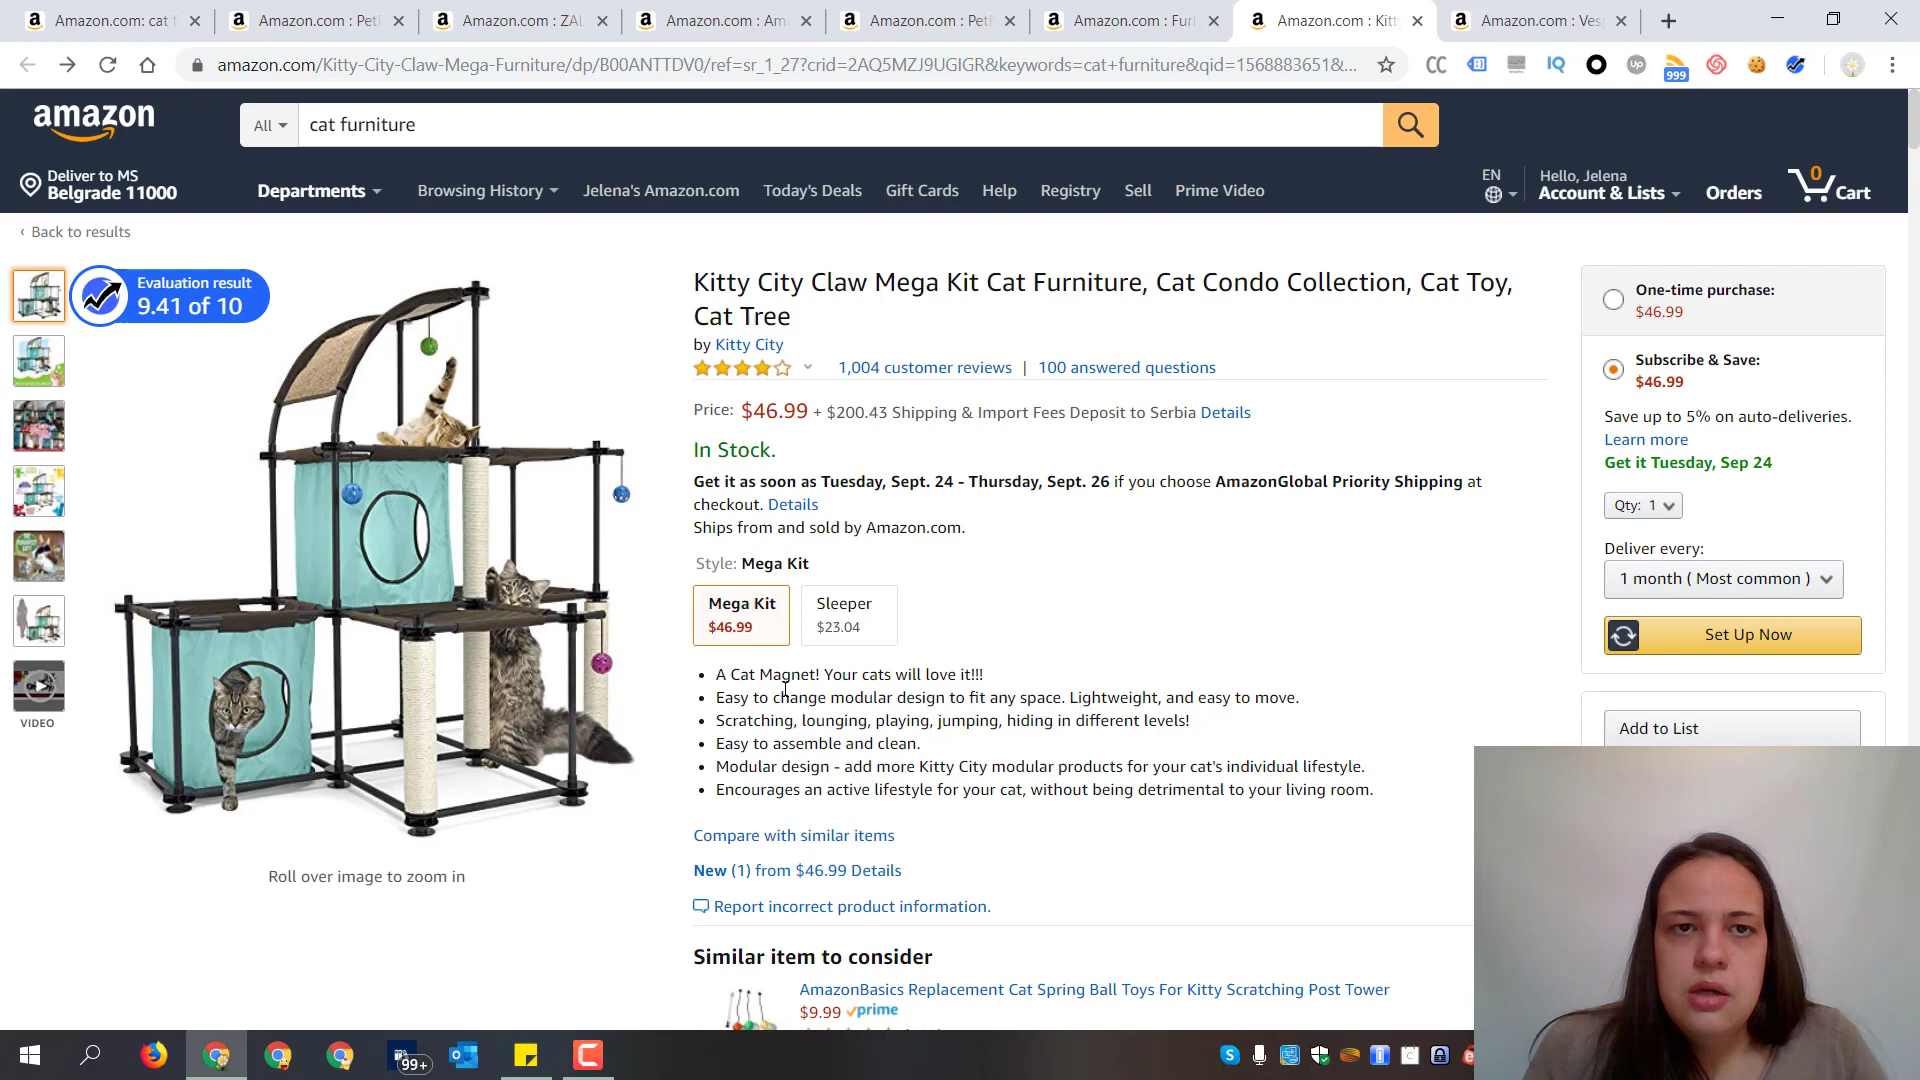 Amazon.com: cat f
Amazon.com : Pet
Amazon.com : ZAL
Amazon.com : Am
Amazon.com : Petf
Amazon.com : Furl
Amazon.com : Kitt
Amazon.com : Ves
amazon.com/Kitty-City-Claw-Mega-Furniture/dp/B00ANTTDV0/ref=sr_1_27?crid=2AQ5MZJ9UGIGR&keywords=cat+furniture&qid=1568883651&...
CC
IQ
Up
999
amazon
All
cat furniture
Deliver to MS
Belgrade 11000
Departments
Browsing History
Jelena's Amazon.com
Today's Deals
Gift Cards
Help
Registry
Sell
Prime Video
EN
Hello, Jelena
Account & Lists
Orders
0
Cart
‹ Back to results
Evaluation result
9.41 of 10
VIDEO
Roll over image to zoom in
Kitty City Claw Mega Kit Cat Furniture, Cat Condo Collection, Cat Toy,
Cat Tree
by Kitty City
1,004 customer reviews | 100 answered questions
Price: $46.99 + $200.43 Shipping & Import Fees Deposit to Serbia Details
In Stock.
Get it as soon as Tuesday, Sept. 24 - Thursday, Sept. 26 if you choose AmazonGlobal Priority Shipping at
checkout. Details
Ships from and sold by Amazon.com.
Style: Mega Kit
Mega Kit
$46.99
Sleeper
$23.04
• A Cat Magnet! Your cats will love it!!!
• Easy to change modular design to fit any space. Lightweight, and easy to move.
• Scratching, lounging, playing, jumping, hiding in different levels!
• Easy to assemble and clean.
• Modular design - add more Kitty City modular products for your cat's individual lifestyle.
• Encourages an active lifestyle for your cat, without being detrimental to your living room.
Compare with similar items
New (1) from $46.99 Details
Report incorrect product information.
Similar item to consider
AmazonBasics Replacement Cat Spring Ball Toys For Kitty Scratching Post Tower
$9.99 prime
One-time purchase:
$46.99
Subscribe & Save:
$46.99
Save up to 5% on auto-deliveries.
Learn more
Get it Tuesday, Sep 24
Qty: 1
Deliver every:
1 month ( Most common )
Set Up Now
Add to List
99+